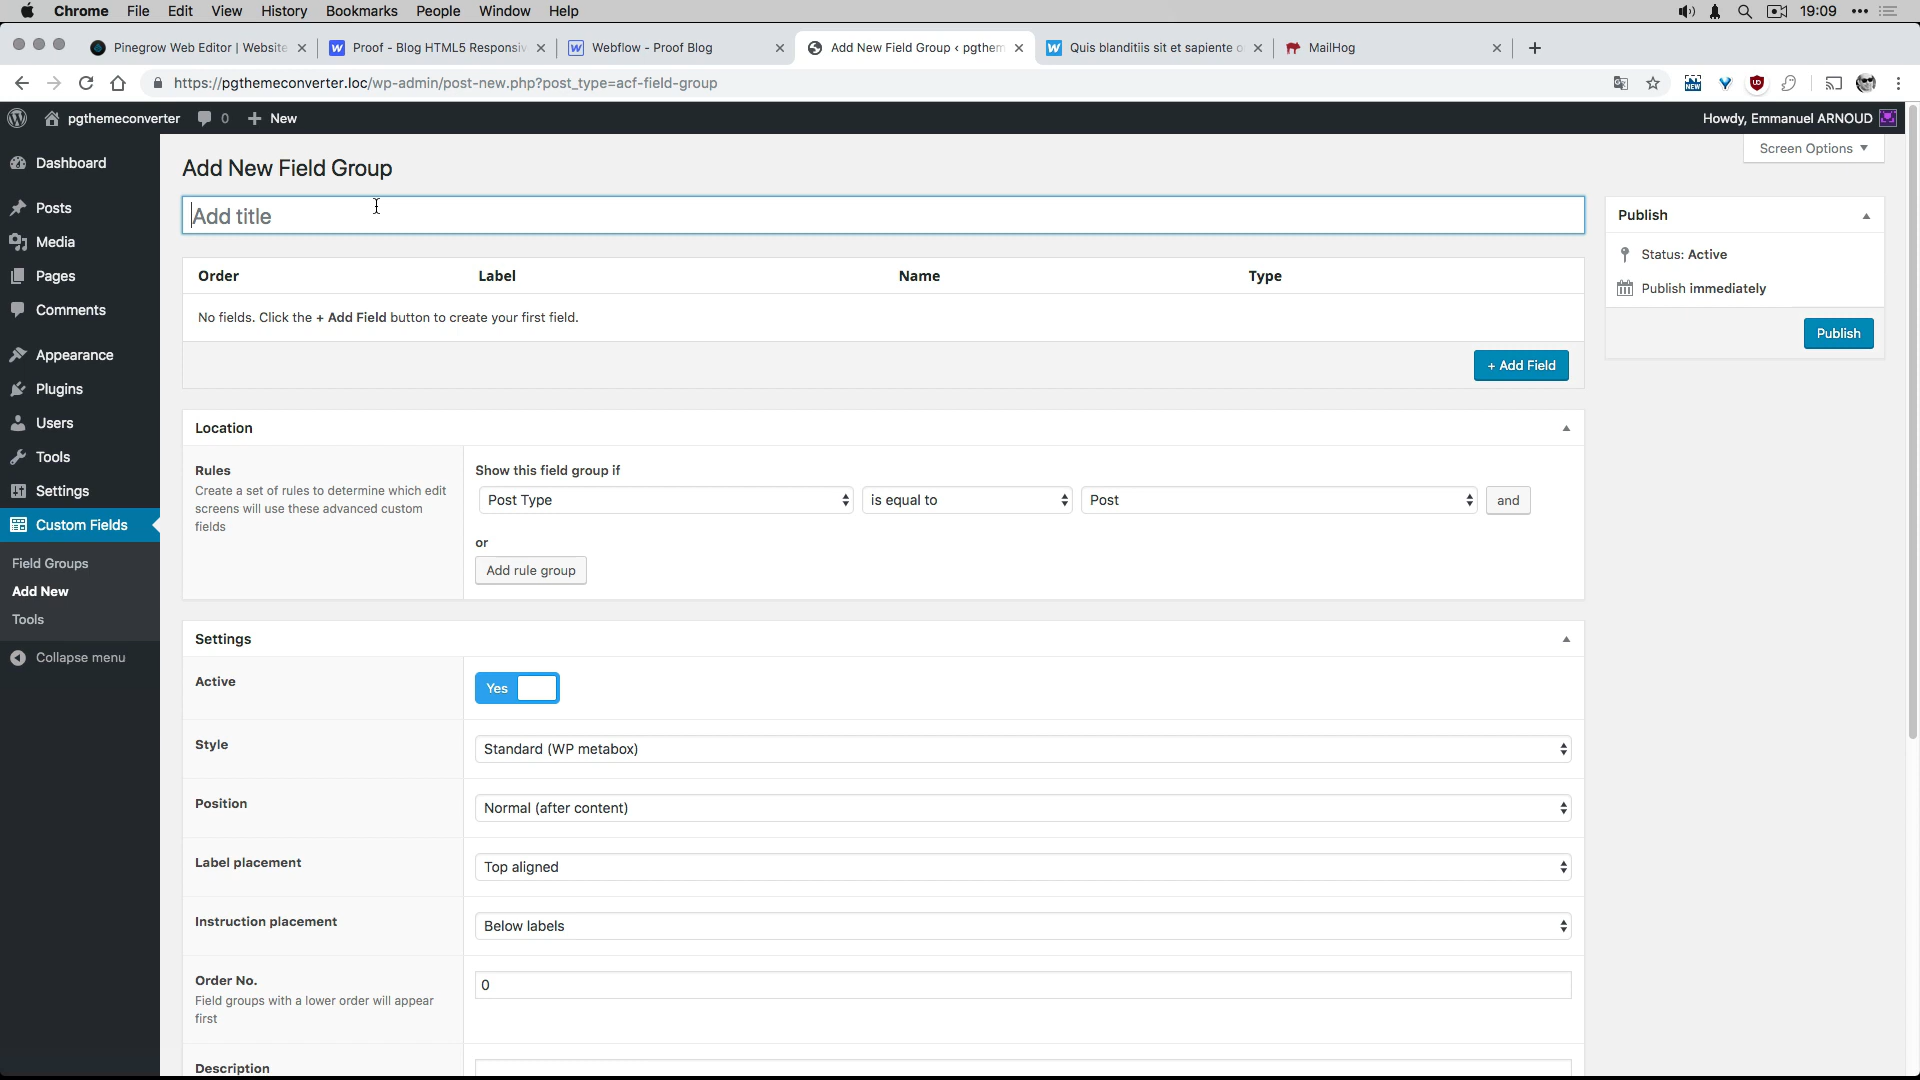 Chrome File Edit View History Bookmarks People Window Help 19:09
Pinegrow Web Editor | Website
Proof - Blog HTML5 Responsiv
Webflow - Proof Blog
Add New Field Group ‹ pgthem
Quis blanditiis sit et sapiente o
MailHog
https://pgthemeconverter.loc/wp-admin/post-new.php?post_type=acf-field-group
pgthemeconverter 0 New Howdy, Emmanuel ARNOUD
Screen Options
Dashboard
Posts
Media
Pages
Comments
Appearance
Plugins
Users
Tools
Settings
Custom Fields
Field Groups
Add New
Tools
Collapse menu
Add New Field Group
Add title
Order Label Name Type
No fields. Click the + Add Field button to create your first field.
+ Add Field
Location
Rules
Create a set of rules to determine which edit
screens will use these advanced custom
fields
Show this field group if
Post Type is equal to Post and
or
Add rule group
Settings
Active
Yes
Style
Standard (WP metabox)
Position
Normal (after content)
Label placement
Top aligned
Instruction placement
Below labels
Order No.
Field groups with a lower order will appear
first
0
Description
Publish
Status: Active
Publish immediately
Publish